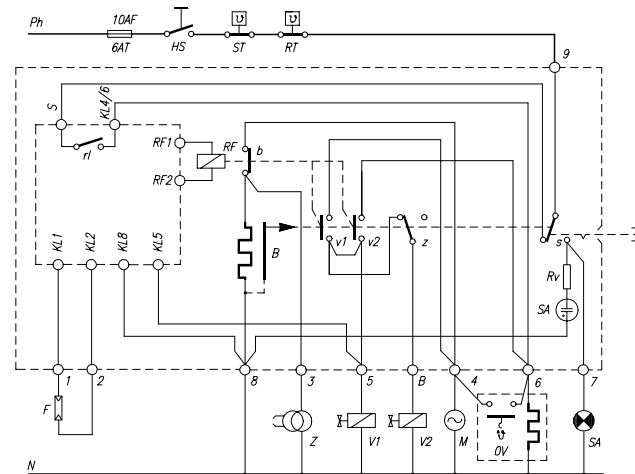 Ph
10AF
6AT
HS
ST
RT
9
S
KL4/6
rl
RF1
RF
b
RF2
KL1
KL2
KL8
KL5
B
v1
v2
z
s
Rv
SA
1
2
8
3
5
B
4
6
7
F
Z
V1
V2
M
OV
SA
N